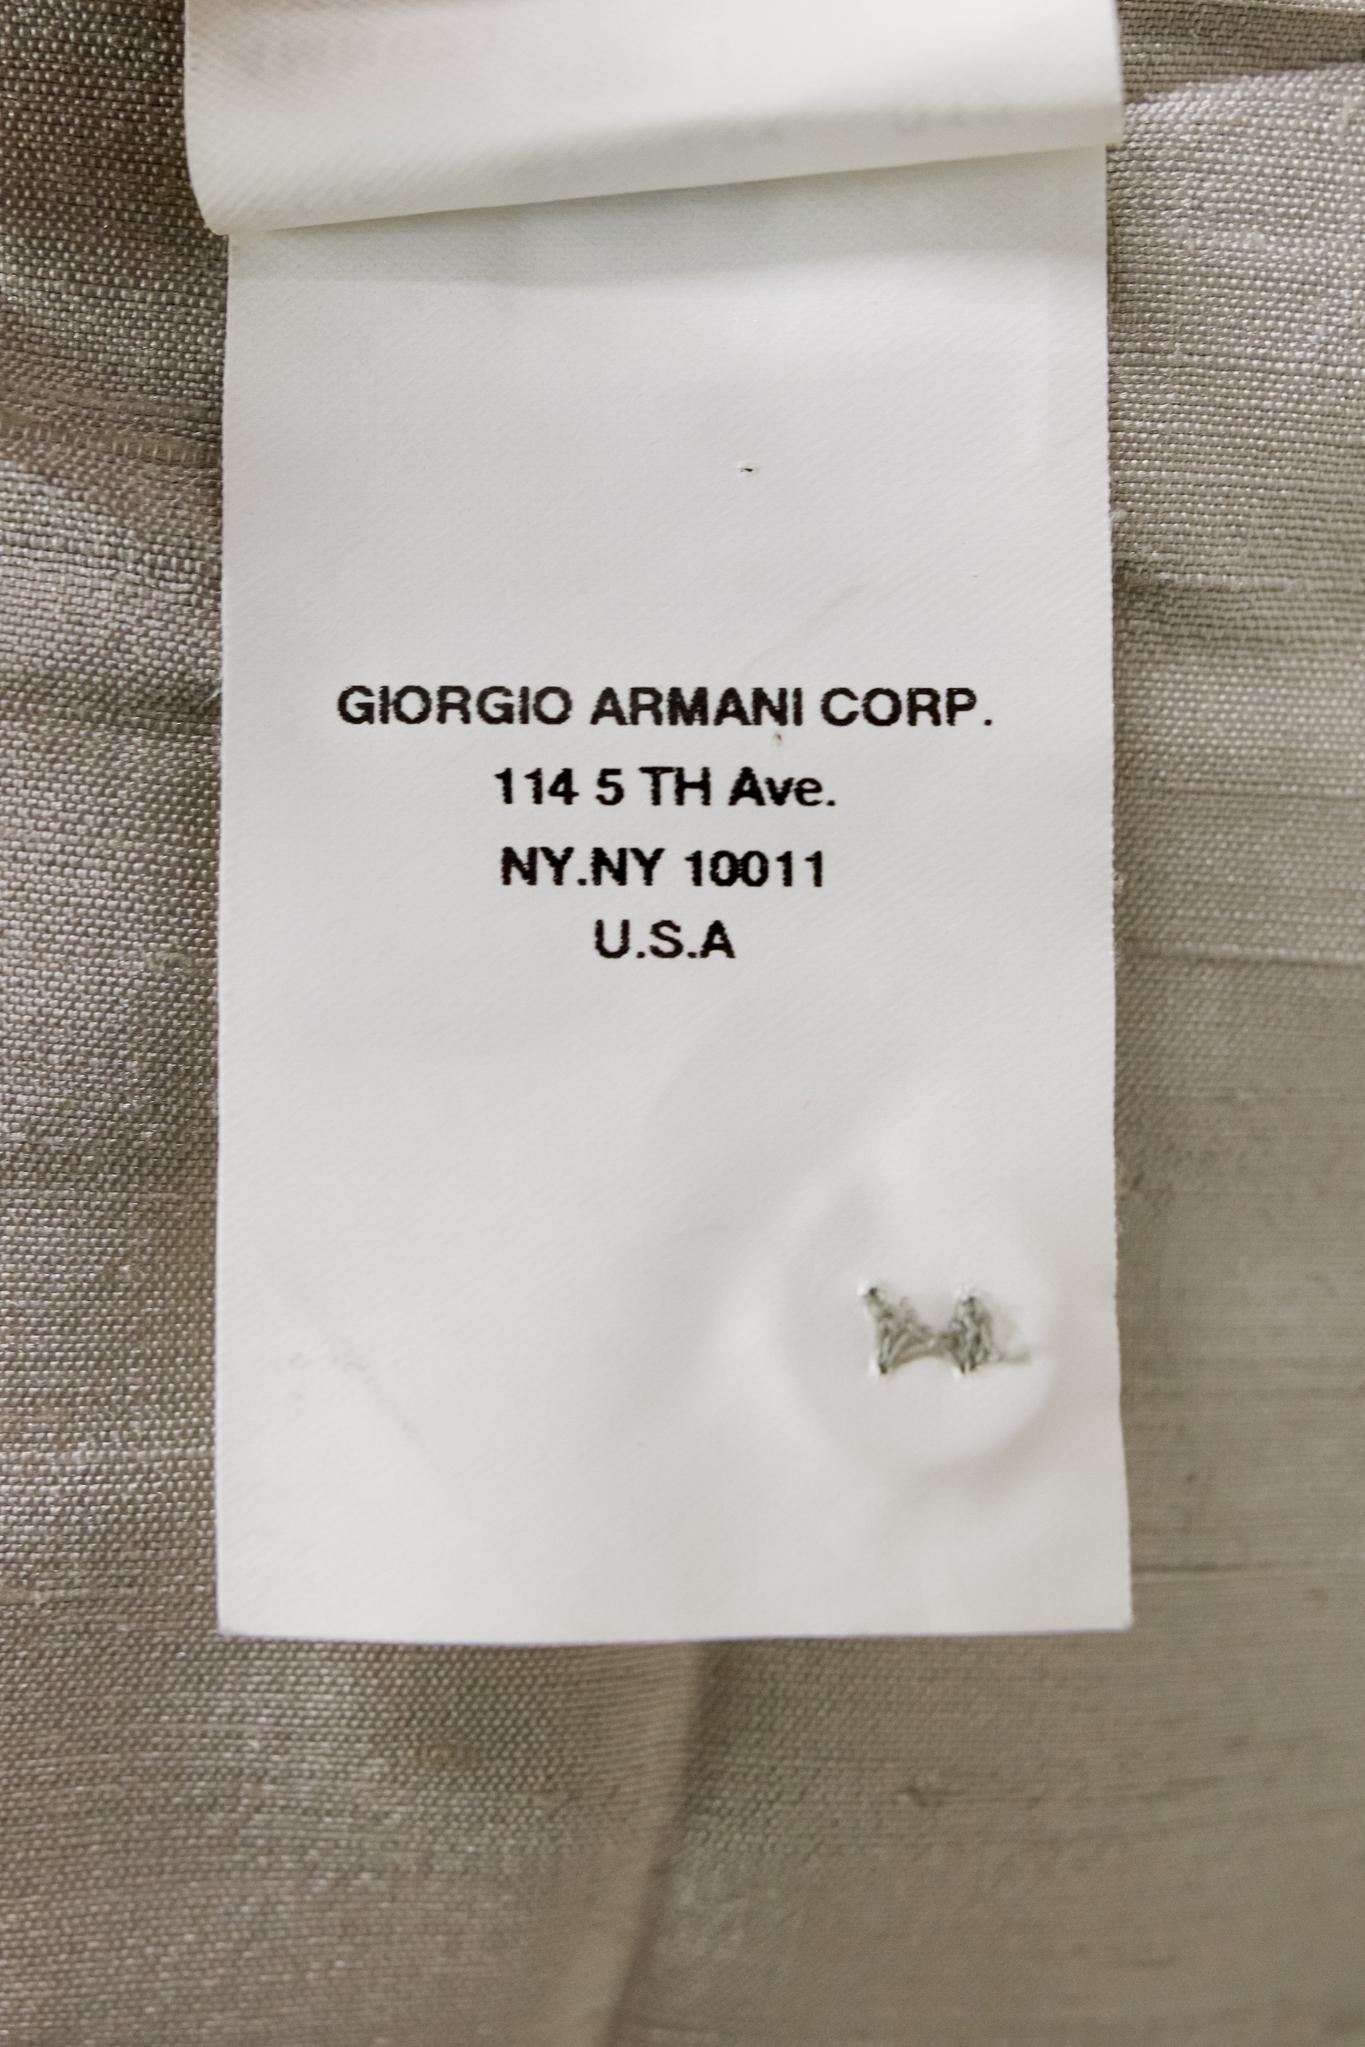 GIORGIO ARMANI CORP.
114 5 TH Ave.
NY.NY 10011
U.S.A